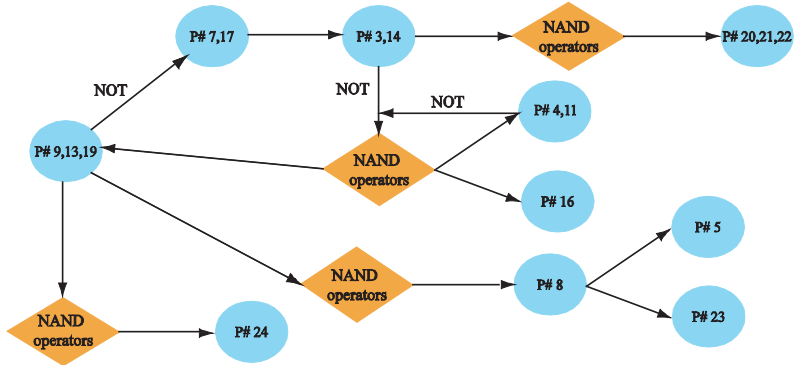 P# 7,17
P# 3,14
NAND
operators
P# 20,21,22
NOT
NOT
NOT
P# 4,11
P# 9,13,19
NAND
operators
P# 16
P# 5
NAND
operators
P# 8
P# 23
NAND
operators
P# 24